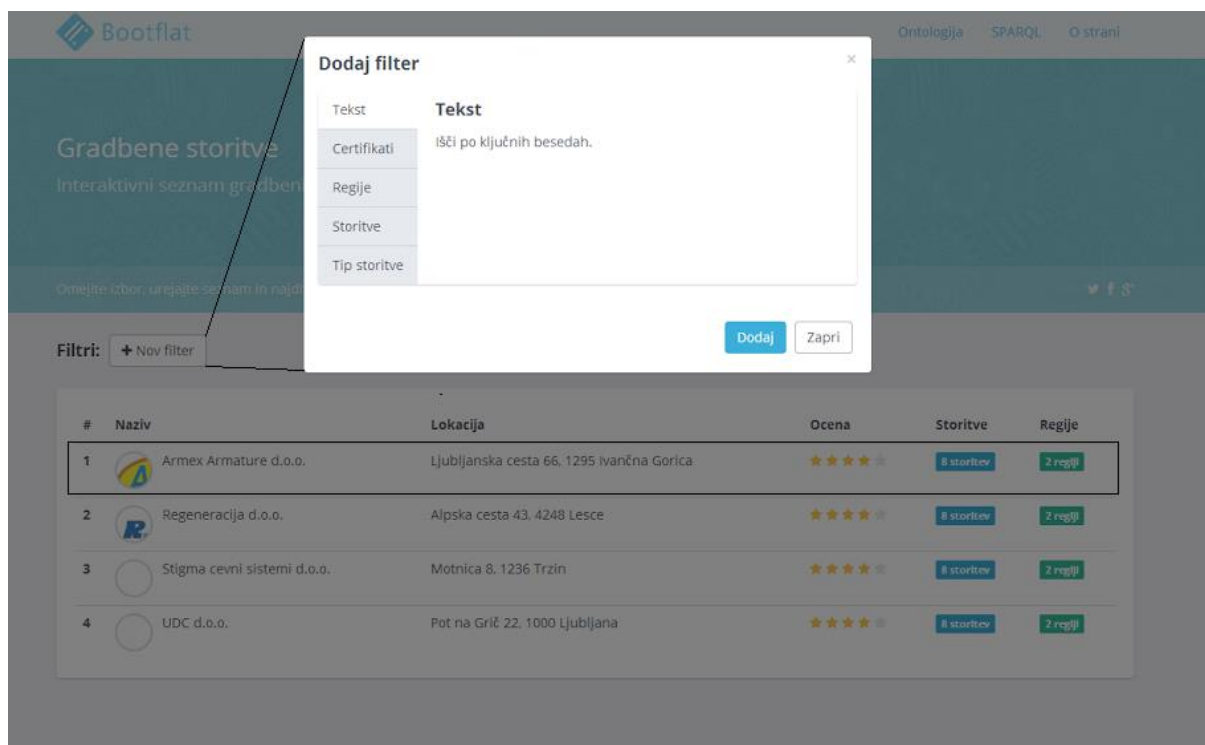 Bootflat
Ontologija SPARQL O strani
Dodaj filter ×
Tekst
Certifikati
Regije
Storitve
Tip storitve
Tekst
Išči po ključnih besedah.
Dodaj Zapri
Gradbene storitve
Interaktivni seznam gradbeni
Omejite izbor, urejajte seznam in najdi
Filtri: + Nov filter
# Naziv Lokacija Ocena Storitve Regije
1 Armex Armature d.o.o. Ljubljanska cesta 66, 1295 Ivančna Gorica 8 storitev 2 regiji
2 Regeneracija d.o.o. Alpska cesta 43, 4248 Lesce 8 storitev 2 regiji
3 Stigma cevni sistemi d.o.o. Motnica 8, 1236 Trzin 8 storitev 2 regiji
4 UDC d.o.o. Pot na Grič 22, 1000 Ljubljana 8 storitev 2 regiji